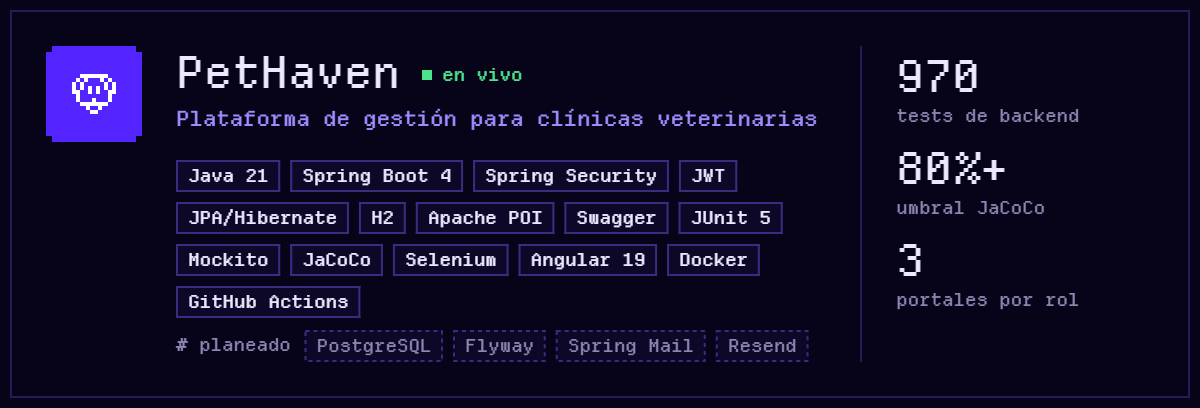 PetHaven en vivo
Plataforma de gestión para clínicas veterinarias
Java 21 Spring Boot 4 Spring Security JWT
JPA/Hibernate H2 Apache POI Swagger JUnit 5
Mockito JaCoCo Selenium Angular 19 Docker
GitHub Actions
# planeado PostgreSQL Flyway Spring Mail Resend
970
tests de backend
80%+
umbral JaCoCo
3
portales por rol